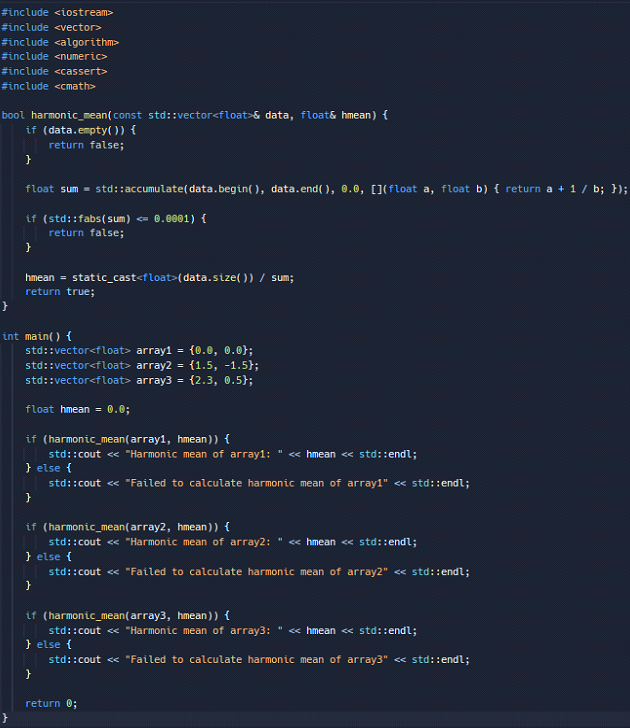 #include <iostream>
#include <vector>
#include <algorithm>
#include <numeric>
#include <cassert>
#include <cmath>
bool harmonic_mean(const std::vector<float>& data, float& hmean) {
if (data.empty()) {
return false;
}
float sum = std::accumulate(data.begin(), data.end(), 0.0, [](float a, float b) { return a + 1 / b; });
if (std::fabs(sum) <= 0.0001) {
return false;
}
hmean = static_cast<float>(data.size()) / sum;
return true;
}
int main() {
std::vector<float> array1 = {0.0, 0.0};
std::vector<float> array2 = {1.5, -1.5};
std::vector<float> array3 = {2.3, 0.5};
float hmean = 0.0;
if (harmonic_mean(array1, hmean)) {
std::cout << "Harmonic mean of array1: " << hmean << std::endl;
} else {
std::cout << "Failed to calculate harmonic mean of array1" << std::endl;
}
if (harmonic_mean(array2, hmean)) {
std::cout << "Harmonic mean of array2: " << hmean << std::endl;
} else {
std::cout << "Failed to calculate harmonic mean of array2" << std::endl;
}
if (harmonic_mean(array3, hmean)) {
std::cout << "Harmonic mean of array3: " << hmean << std::endl;
} else {
std::cout << "Failed to calculate harmonic mean of array3" << std::endl;
}
return 0;
}